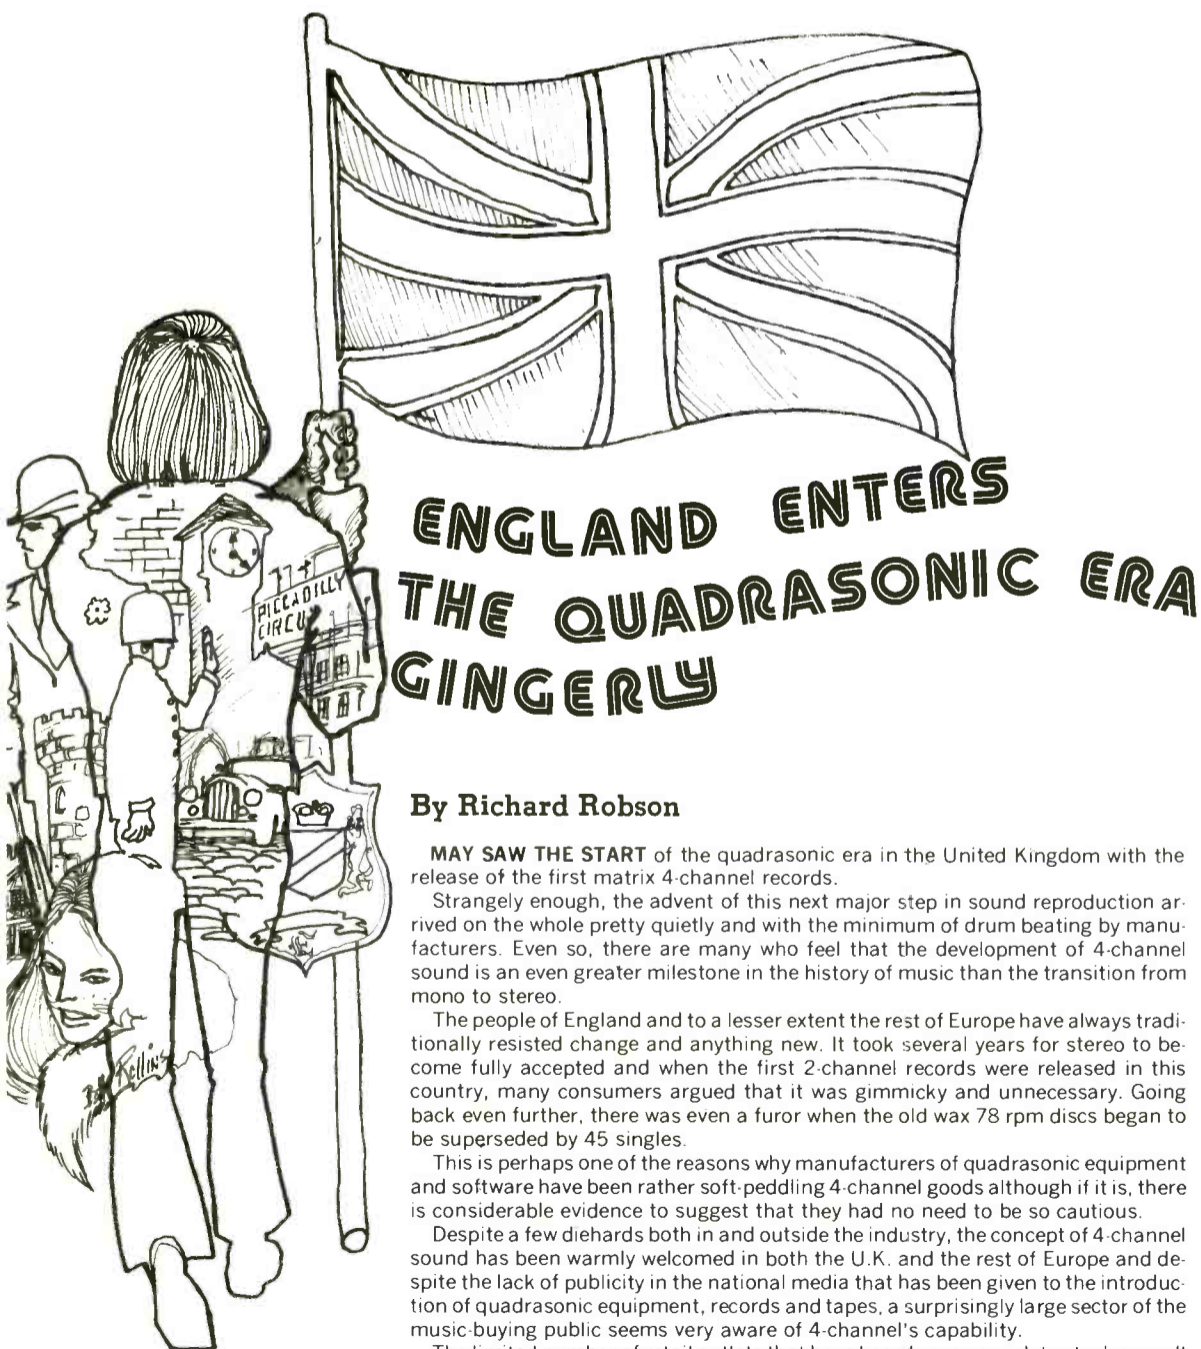 PICCADILLY
CIRCU
Rollins
ENGLAND ENTERS
THE QUADRASONIC ERA
GINGERLY
By Richard Robson
MAY SAW THE START of the quadrasonic era in the United Kingdom with the
release of the first matrix 4-channel records.
Strangely enough, the advent of this next major step in sound reproduction ar-
rived on the whole pretty quietly and with the minimum of drum beating by manu-
facturers. Even so, there are many who feel that the development of 4-channel
sound is an even greater milestone in the history of music than the transition from
mono to stereo.
The people of England and to a lesser extent the rest of Europe have always tradi-
tionally resisted change and anything new. It took several years for stereo to be-
come fully accepted and when the first 2-channel records were released in this
country, many consumers argued that it was gimmicky and unnecessary. Going
back even further, there was even a furor when the old wax 78 rpm discs began to
be superseded by 45 singles.
This is perhaps one of the reasons why manufacturers of quadrasonic equipment
and software have been rather soft-peddling 4-channel goods although if it is, there
is considerable evidence to suggest that they had no need to be so cautious.
Despite a few diehards both in and outside the industry, the concept of 4-channel
sound has been warmly welcomed in both the U.K. and the rest of Europe and de-
spite the lack of publicity in the national media that has been given to the introduc-
tion of quadrasonic equipment, records and tapes, a surprisingly large sector of the
music-buying public seems very aware of 4-channel's capability.